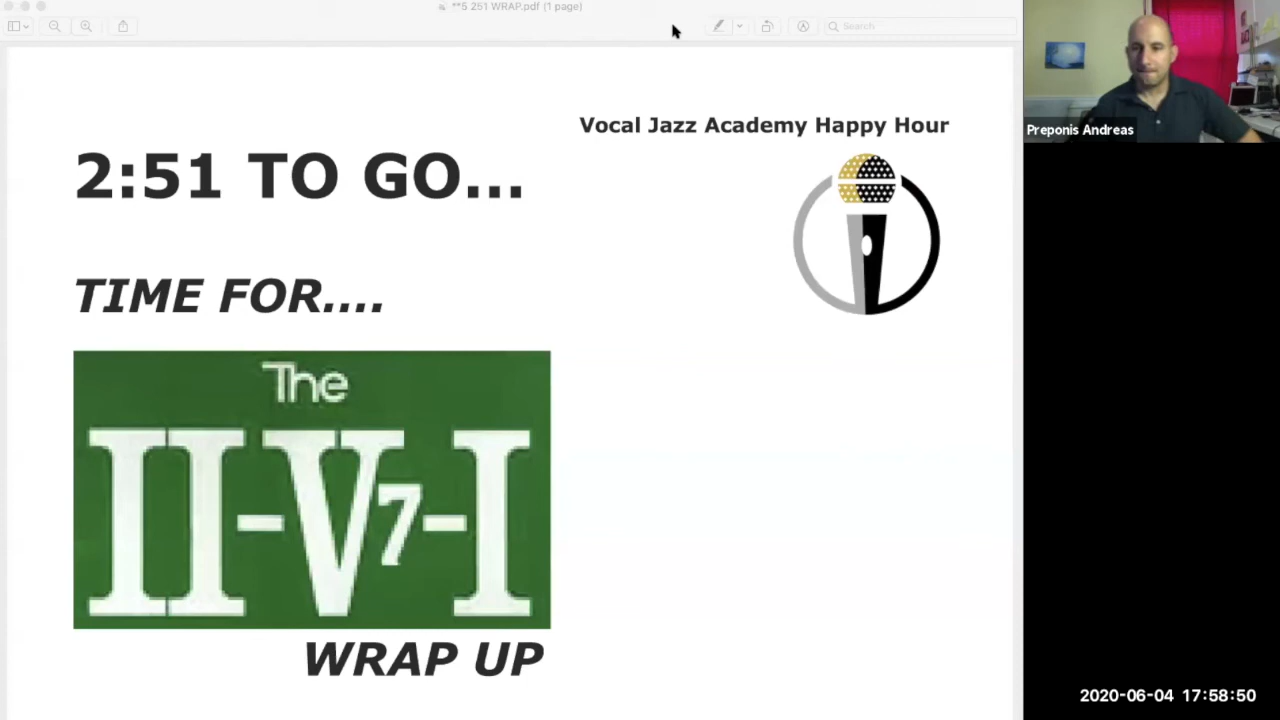 **5 251 WRAP.pdf (1 page)
Search
Preponis Andreas
Vocal Jazz Academy Happy Hour
2:51 TO GO...
TIME FOR....
The
II-V7-I
WRAP UP
2020-06-04 17:58:50